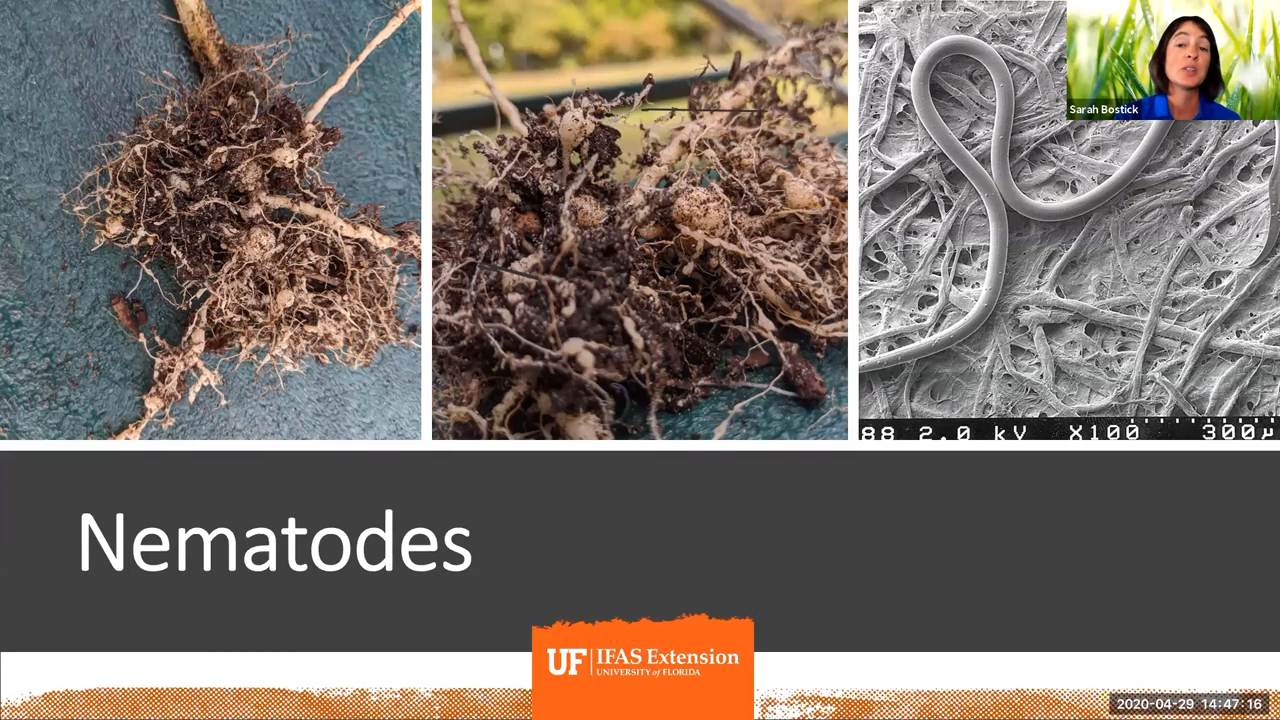 Sarah Bostick
88 2.0 kV X100 300µ
Nematodes
UF IFAS Extension
UNIVERSITY of FLORIDA
2020-04-29 14:47:16